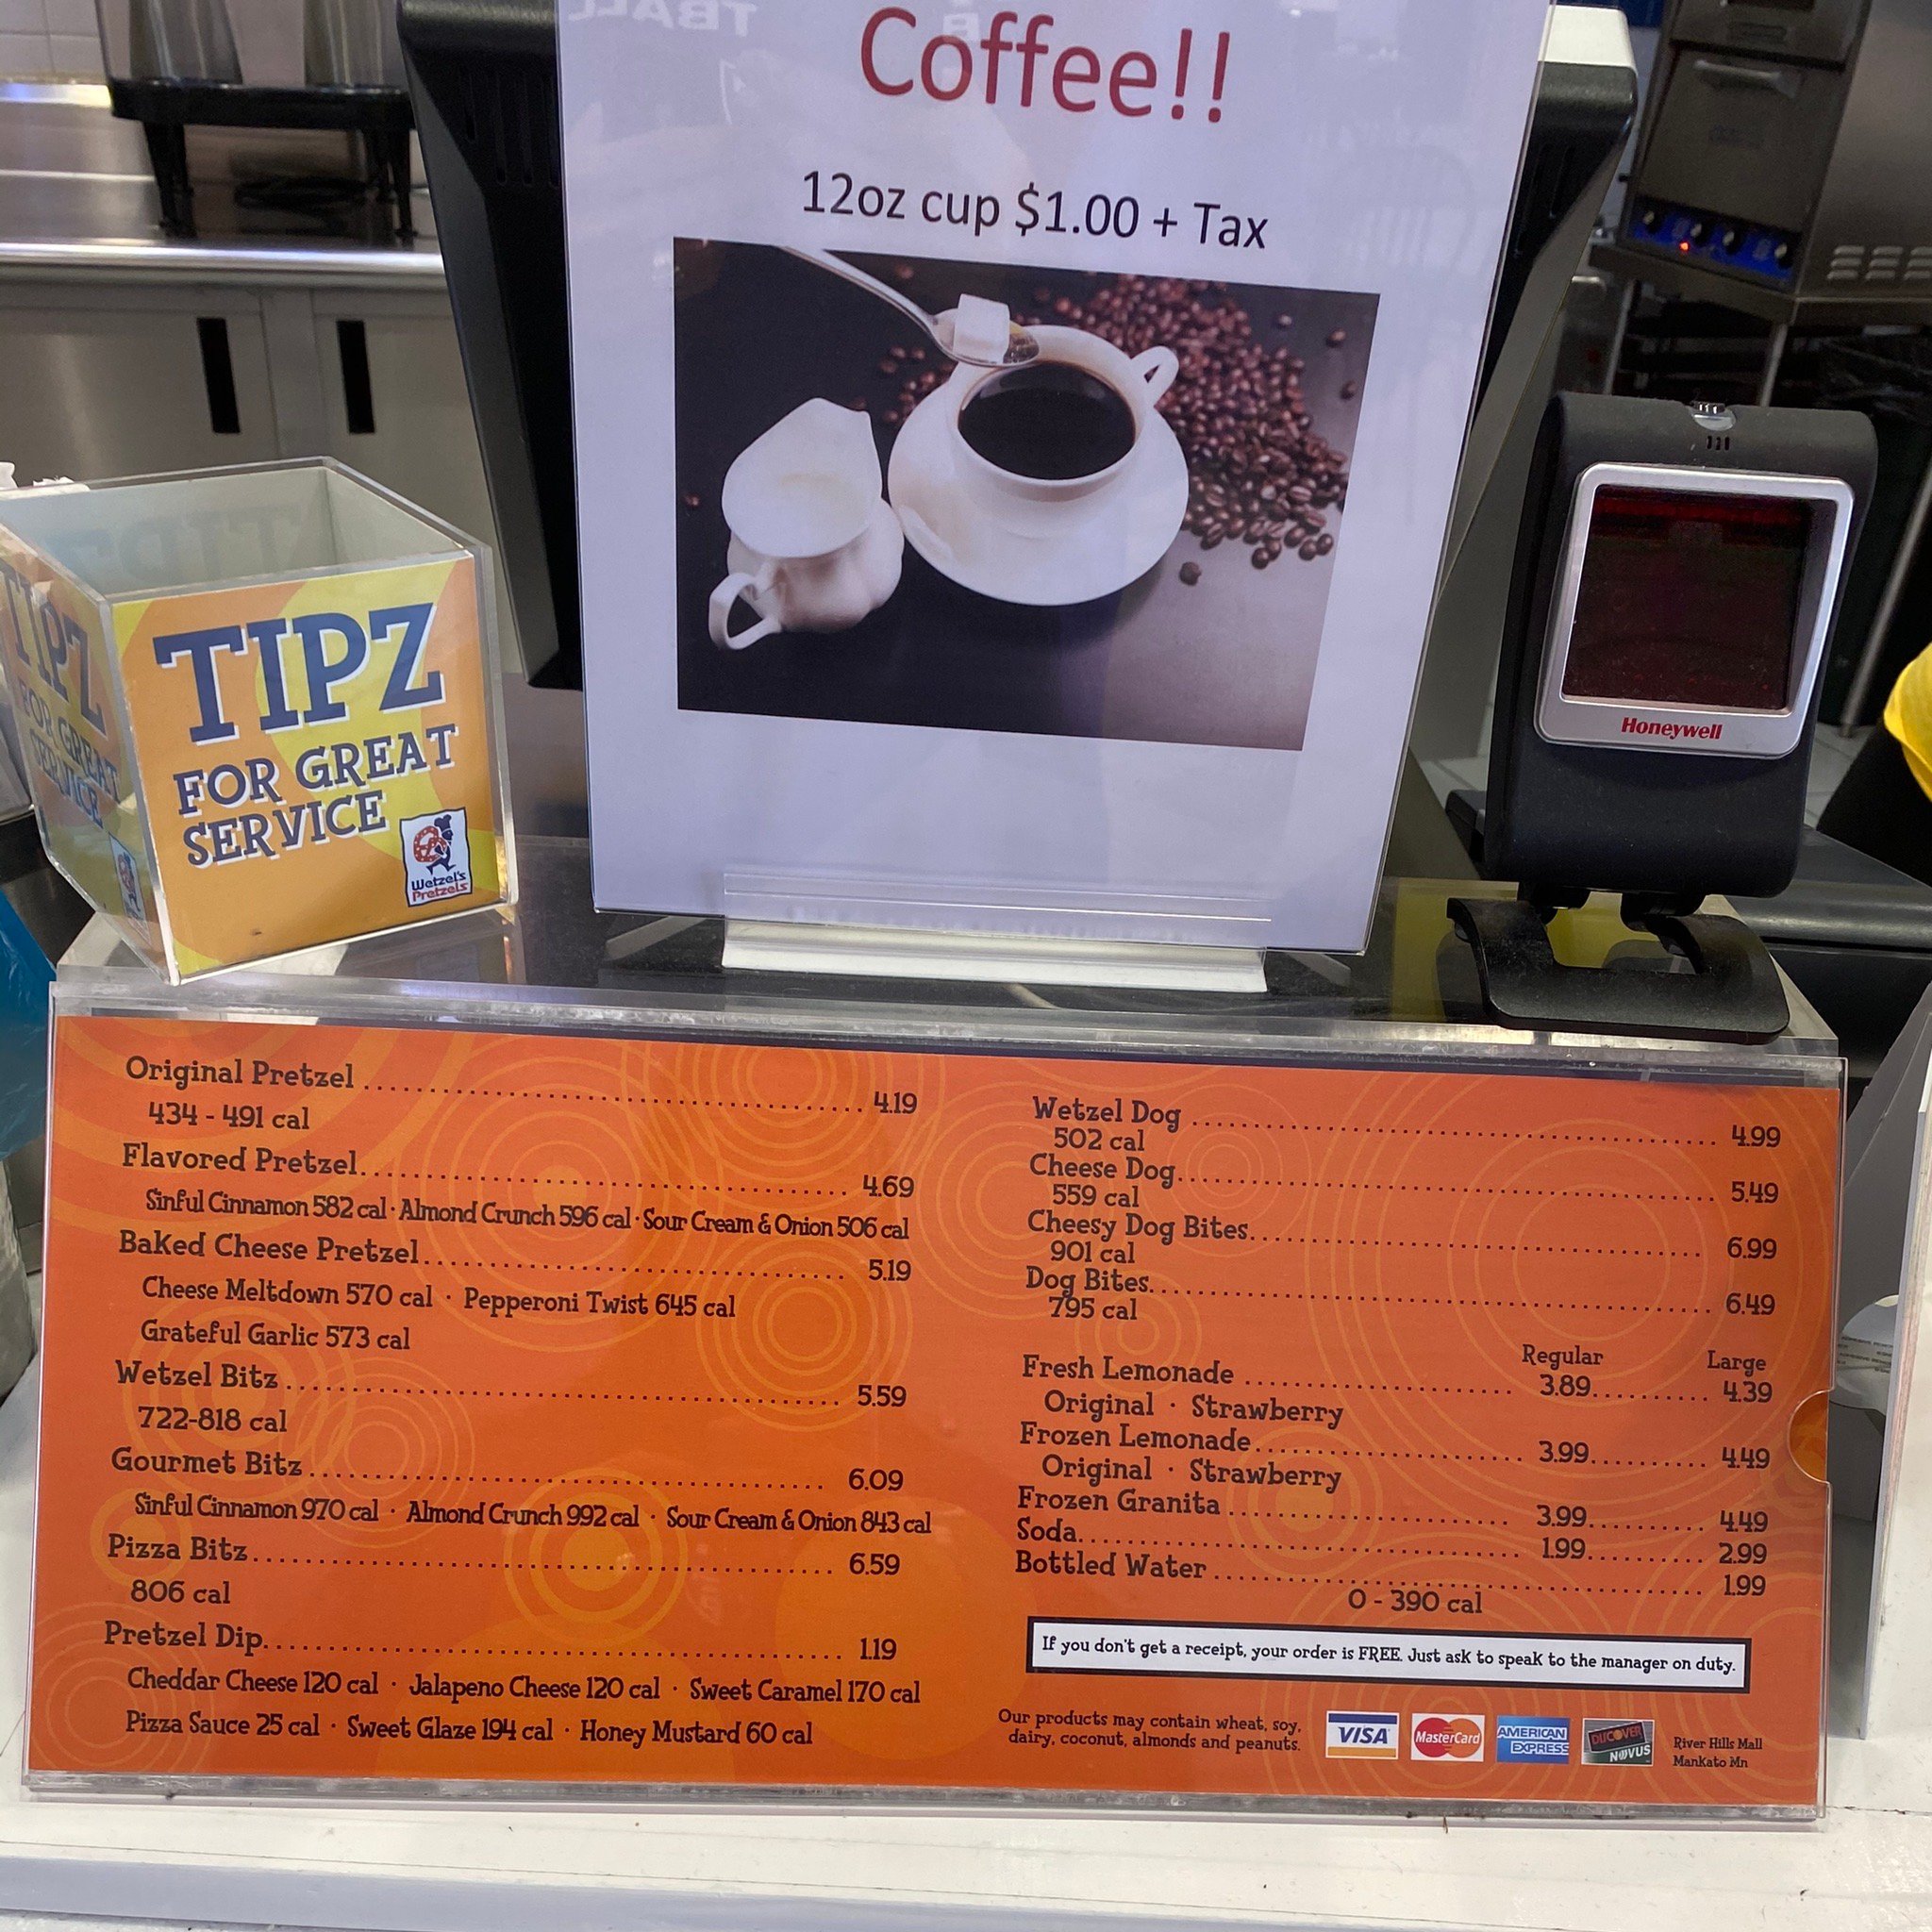 Coffee!!
12oz cup $1.00 + Tax
TIPZ
FOR GREAT
SERVICE
Wetzel's
Pretzels
TIPZ
FOR GREAT
SERVICE
Honeywell
Original Pretzel 4.19
434 - 491 cal
Flavored Pretzel 4.69
Sinful Cinnamon 582 cal · Almond Crunch 596 cal · Sour Cream & Onion 506 cal
Baked Cheese Pretzel 5.19
Cheese Meltdown 570 cal · Pepperoni Twist 645 cal
Grateful Garlic 573 cal
Wetzel Bitz 5.59
722-818 cal
Gourmet Bitz 6.09
Sinful Cinnamon 970 cal · Almond Crunch 992 cal · Sour Cream & Onion 843 cal
Pizza Bitz 6.59
806 cal
Pretzel Dip 1.19
Cheddar Cheese 120 cal · Jalapeno Cheese 120 cal · Sweet Caramel 170 cal
Pizza Sauce 25 cal · Sweet Glaze 194 cal · Honey Mustard 60 cal
Wetzel Dog 4.99
502 cal
Cheese Dog 5.49
559 cal
Cheesy Dog Bites 6.99
901 cal
Dog Bites 6.49
795 cal
Regular Large
Fresh Lemonade 3.89 4.39
Original · Strawberry
Frozen Lemonade 3.99 4.49
Original · Strawberry
Frozen Granita 3.99 4.49
Soda 1.99 2.99
Bottled Water 1.99
0 - 390 cal
If you don't get a receipt, your order is FREE. Just ask to speak to the manager on duty.
Our products may contain wheat, soy,
dairy, coconut, almonds and peanuts.
VISA
MasterCard
AMERICAN
EXPRESS
DISCOVER
NOVUS
River Hills Mall
Mankato Mn